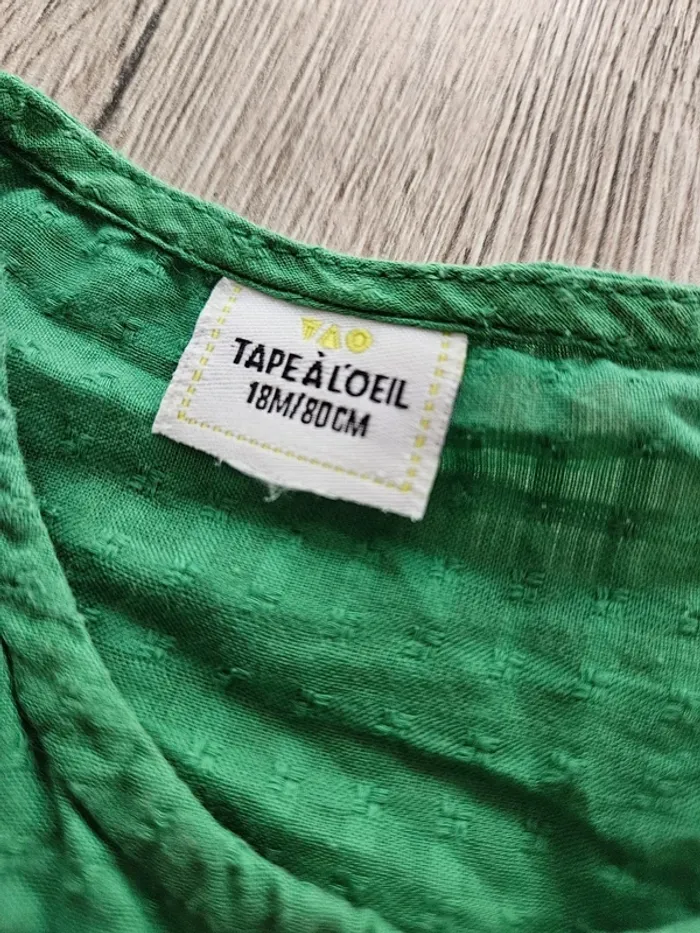 TAO
TAPE À L'OEIL
18M/80CM